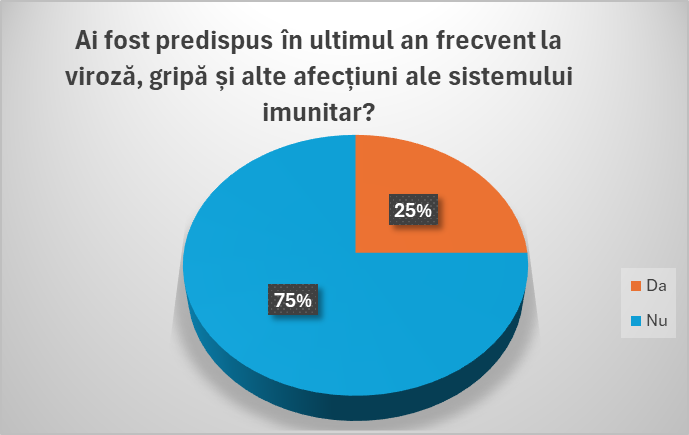 Ai fost predispus în ultimul an frecvent la
viroză, gripă și alte afecțiuni ale sistemului
imunitar?
25%
75%
Da
Nu